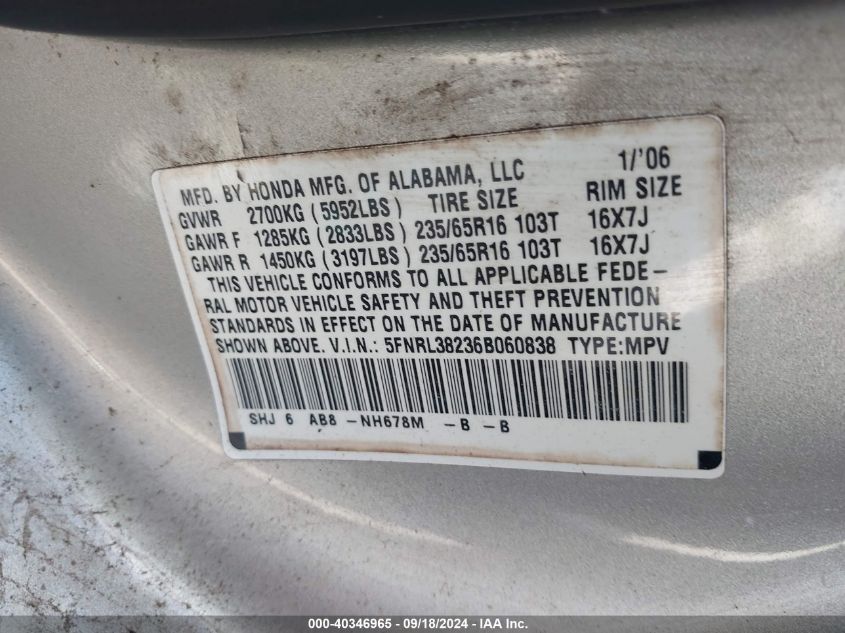 MFD. BY HONDA MFG. OF ALABAMA, LLC 1/'06
GVWR 2700KG (5952LBS) TIRE SIZE RIM SIZE
GAWR F 1285KG (2833LBS) 235/65R16 103T 16X7J
GAWR R 1450KG (3197LBS) 235/65R16 103T 16X7J
THIS VEHICLE CONFORMS TO ALL APPLICABLE FEDE-
RAL MOTOR VEHICLE SAFETY AND THEFT PREVENTION
STANDARDS IN EFFECT ON THE DATE OF MANUFACTURE
SHOWN ABOVE. V.I.N.: 5FNRL38236B060838 TYPE:MPV
SHJ 6 AB8 -NH678M -B -B
000-40346965 - 09/18/2024 - IAA Inc.